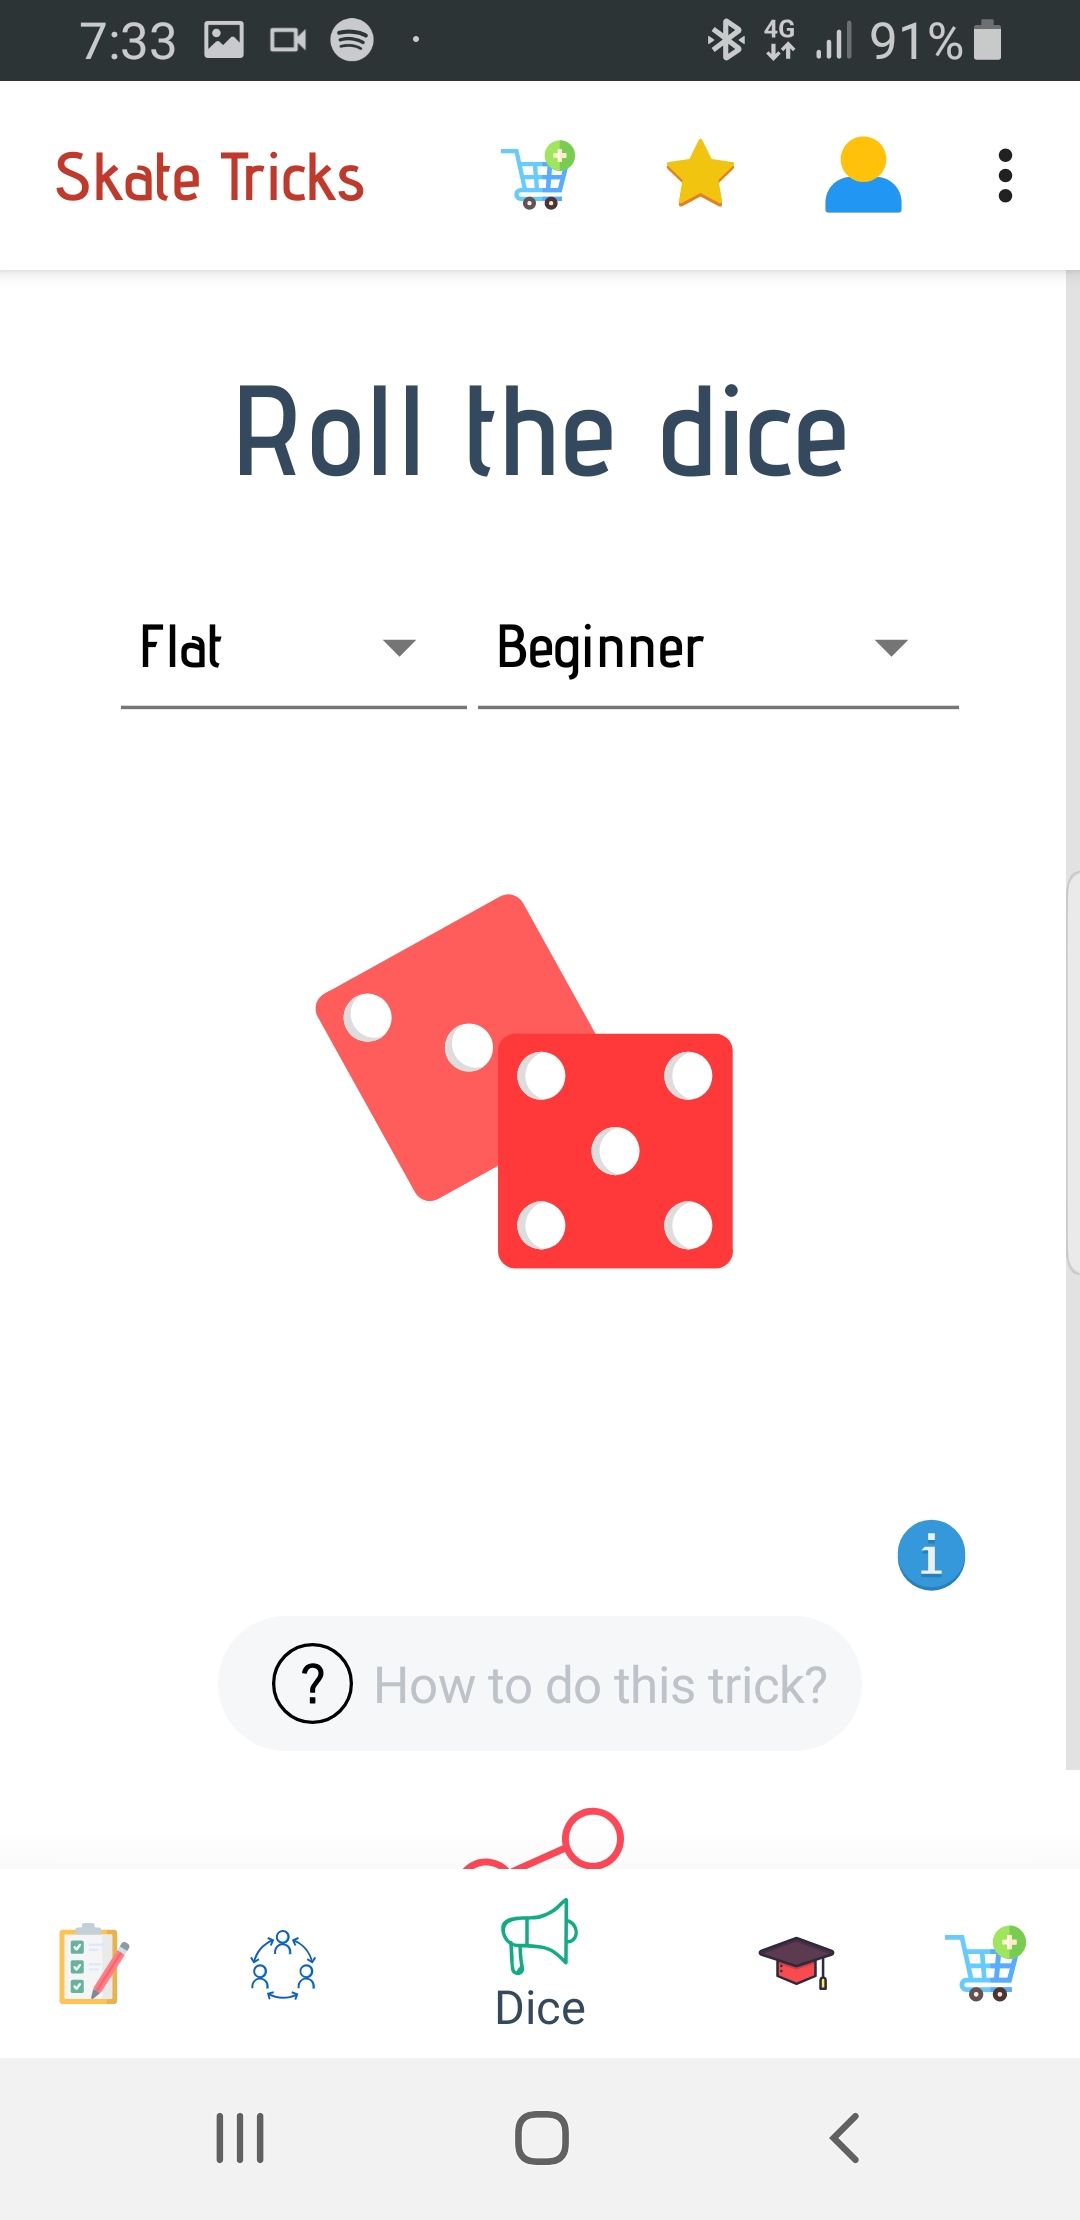 7:33 4G 91%
Skate Tricks
Roll the dice
Flat Beginner
i
? How to do this trick?
Dice